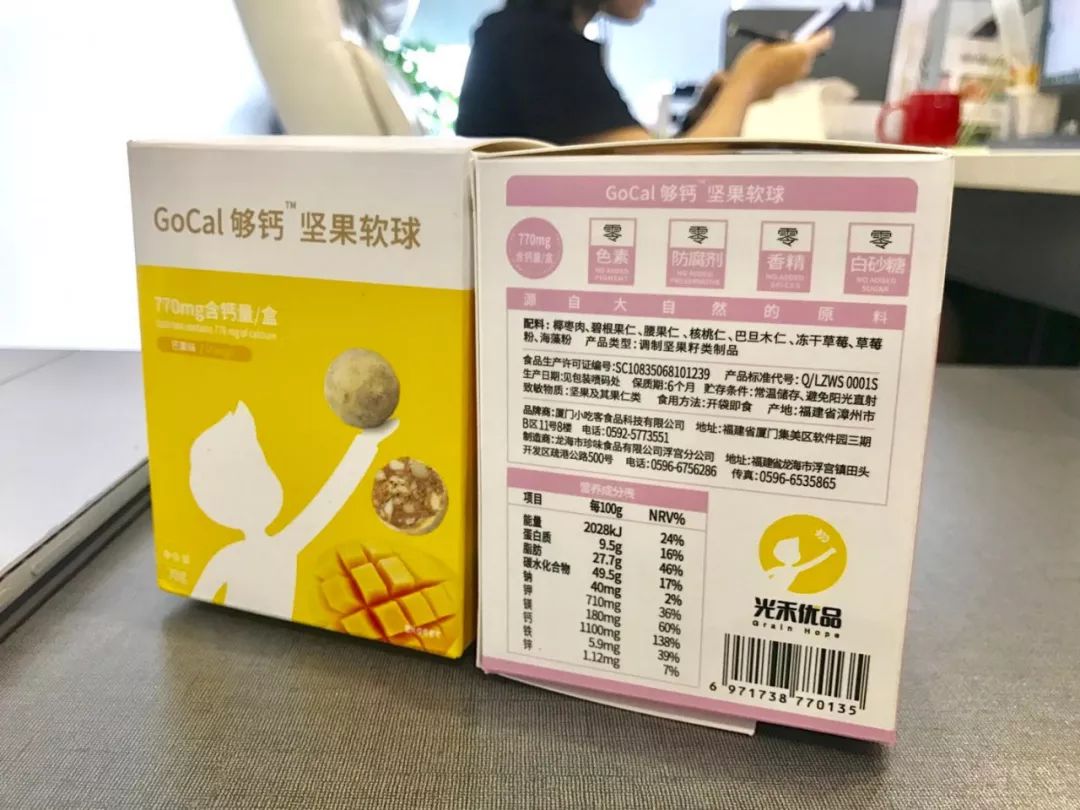 GoCal 够钙™ 坚果软球
770mg含钙量/盒
GoCal 够钙™ 坚果软球
770mg
含钙量/盒
零
色素
NO ADDED
PIGMENT
零
防腐剂
NO ADDED
PRESERVATIVE
零
香精
NO ADDED
SPICES
零
白砂糖
NO ADDED
SUGAR
源自大自然的原料
配料:椰枣肉、碧根果仁、腰果仁、核桃仁、巴旦木仁、冻干草莓、草莓
粉、海藻粉 产品类型:调制坚果籽类制品
食品生产许可证编号:SC10835068101239 产品标准代号:Q/LZWS 0001S
生产日期:见包装喷码处 保质期:6个月 贮存条件:常温储存、避免阳光直射
致敏物质:坚果及其果仁类 食用方法:开袋即食 产地:福建省漳州市
品牌商:厦门小吃客食品科技有限公司 地址:福建省厦门集美区软件园三期
B区11号8楼 电话:0592-5773551
制造商:龙海市珍味食品有限公司浮宫分公司 地址:福建省龙海市浮宫镇田头
开发区疏港公路500号 电话:0596-6756286 传真:0596-6535865
营养成分表
项目 每100g NRV%
能量 2028kJ 24%
蛋白质 9.5g 16%
脂肪 27.7g 46%
碳水化合物 49.5g 17%
钠 40mg 2%
钾 710mg 36%
镁 180mg 60%
钙 1100mg 138%
铁 5.9mg 39%
锌 1.12mg 7%
光禾优品
Grain Hope
6 971738 770135